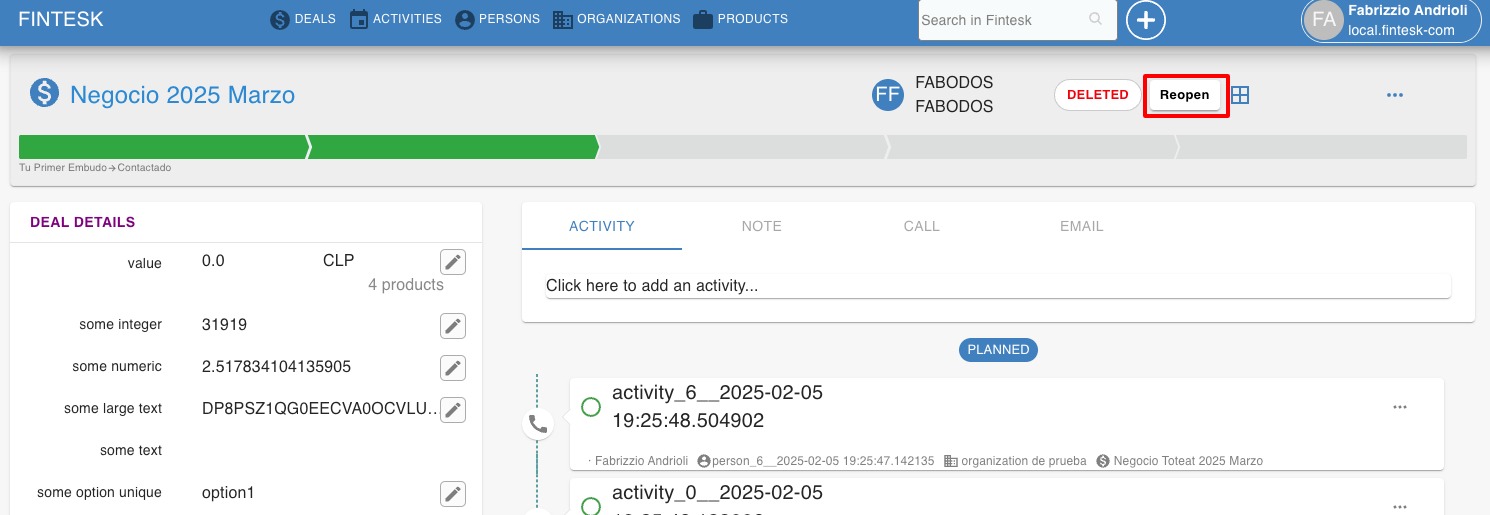 FINTESK
DEALS
ACTIVITIES
PERSONS
ORGANIZATIONS
PRODUCTS
Search in Fintesk
FA
Fabrizzio Andrioli
local.fintesk-com
Negocio 2025 Marzo
FF
FABODOS
FABODOS
DELETED
Reopen
Tu Primer Embudo→Contactado
DEAL DETAILS
value 0.0 CLP
4 products
some integer 31919
some numeric 2.517834104135905
some large text DP8PSZ1QG0EECVA0OCVLU...
some text
some option unique option1
ACTIVITY
NOTE
CALL
EMAIL
Click here to add an activity...
PLANNED
activity_6__2025-02-05
19:25:48.504902
· Fabrizzio Andrioli person_6__2025-02-05 19:25:47.142135 organization de prueba Negocio Toteat 2025 Marzo
activity_0__2025-02-05